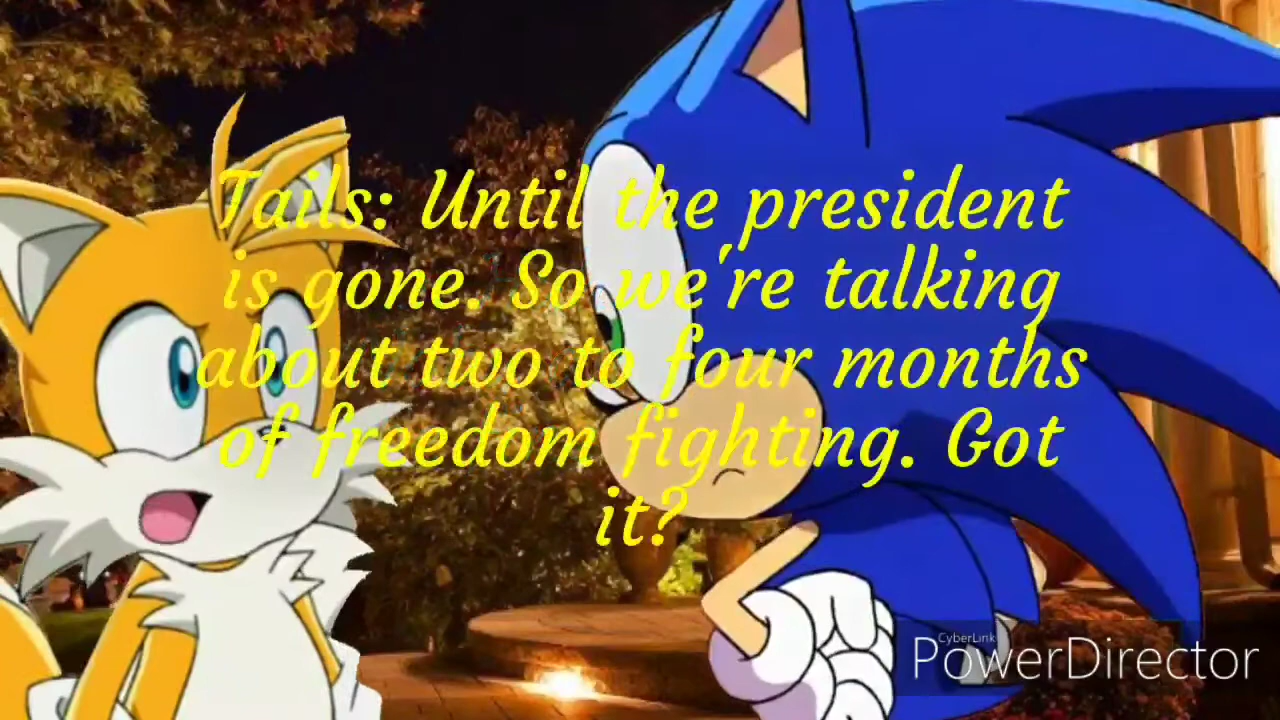 Tails: Until the president
is gone. So we're talking
about two to four months
of freedom fighting. Got
it?
CyberLink
PowerDirector